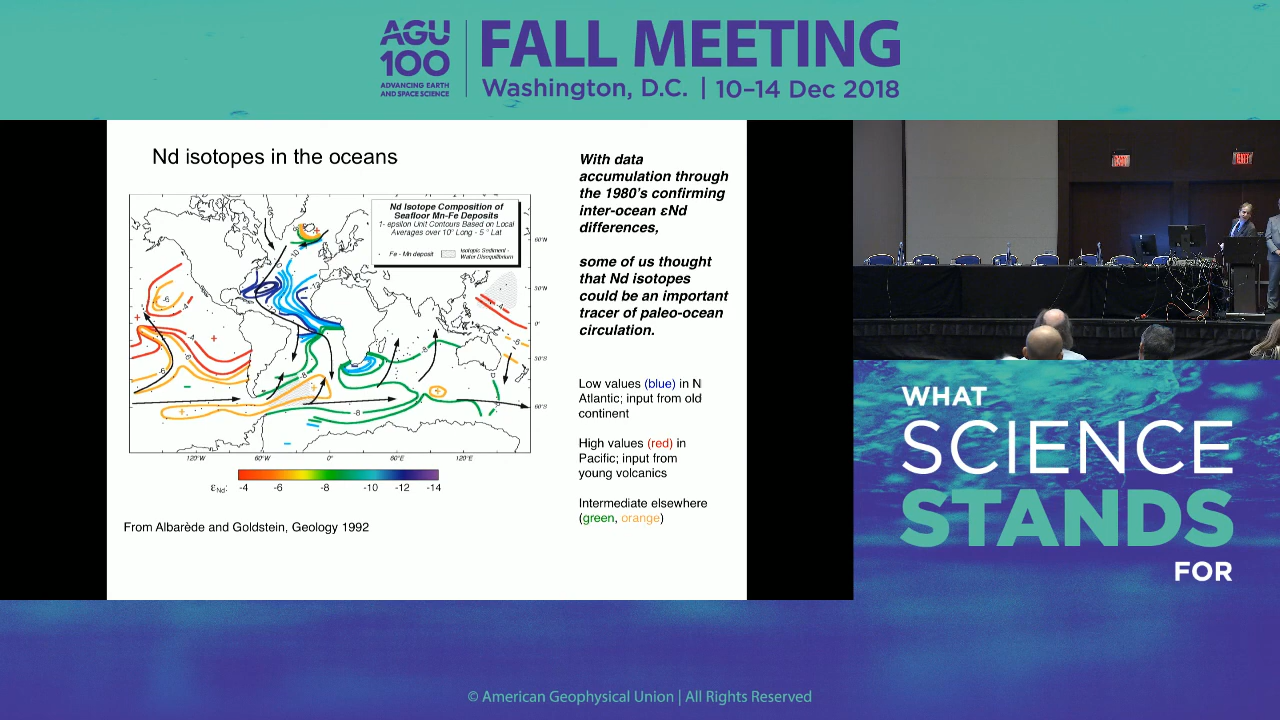 AGU
100
ADVANCING EARTH
AND SPACE SCIENCE
FALL MEETING
Washington, D.C. | 10–14 Dec 2018
Nd isotopes in the oceans
Nd Isotope Composition of
Seafloor Mn-Fe Deposits
1- epsilon Unit Contours Based on Local
Averages over 10° Long - 5 ° Lat
Fe - Mn deposit
Isotopic Sediment -
Water Disequilibrium
60°N
30°N
0°
30°S
60°S
120°W
60°W
0°
60°E
120°E
εNd:
-4
-6
-8
-10
-12
-14
From Albarède and Goldstein, Geology 1992
With data
accumulation through
the 1980's confirming
inter-ocean εNd
differences,
some of us thought
that Nd isotopes
could be an important
tracer of paleo-ocean
circulation.
Low values (blue) in N
Atlantic; input from old
continent
High values (red) in
Pacific; input from
young volcanics
Intermediate elsewhere
(green, orange)
WHAT
SCIENCE
STANDS
FOR
© American Geophysical Union | All Rights Reserved